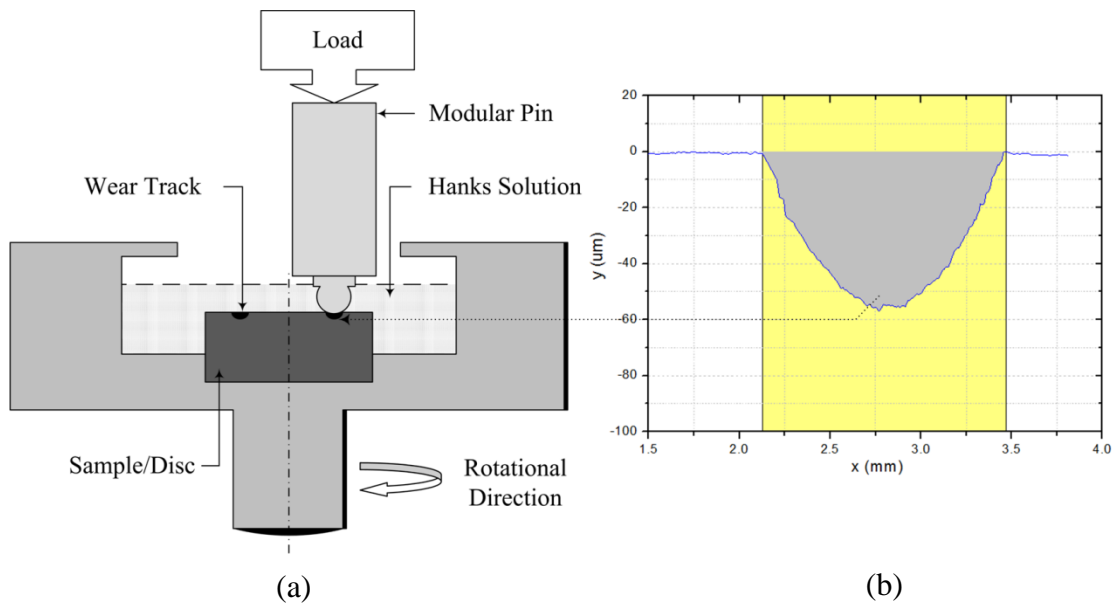 Load
Modular Pin
Wear Track
Hanks Solution
Sample/Disc
Rotational
Direction
(a)
20
0
-20
-40
-60
-80
-100
y (um)
1.5 2.0 2.5 3.0 3.5 4.0
x (mm)
(b)